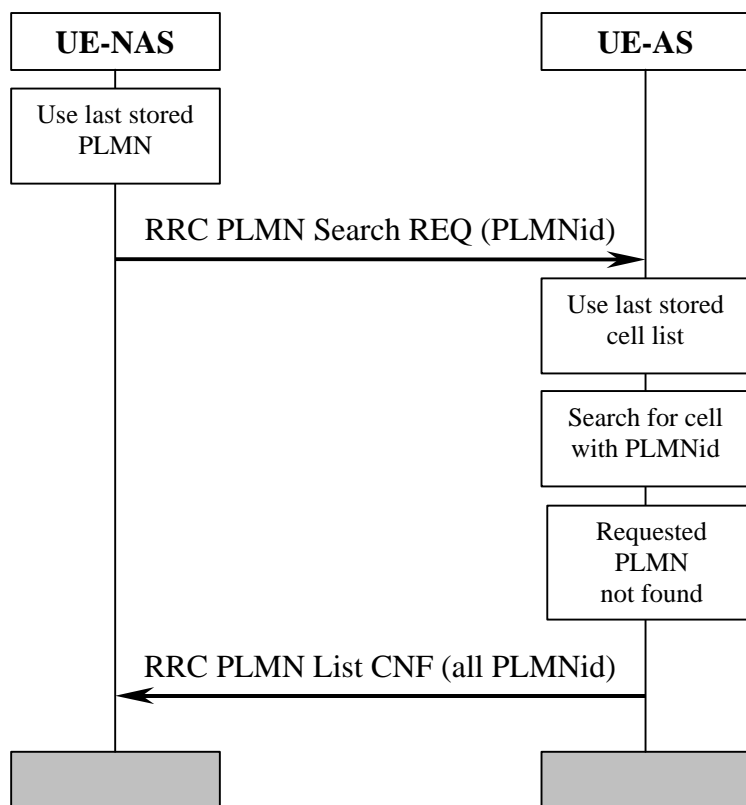 UE-NAS
UE-AS
Use last stored
PLMN
RRC PLMN Search REQ (PLMNid)
Use last stored
cell list
Search for cell
with PLMNid
Requested
PLMN
not found
RRC PLMN List CNF (all PLMNid)